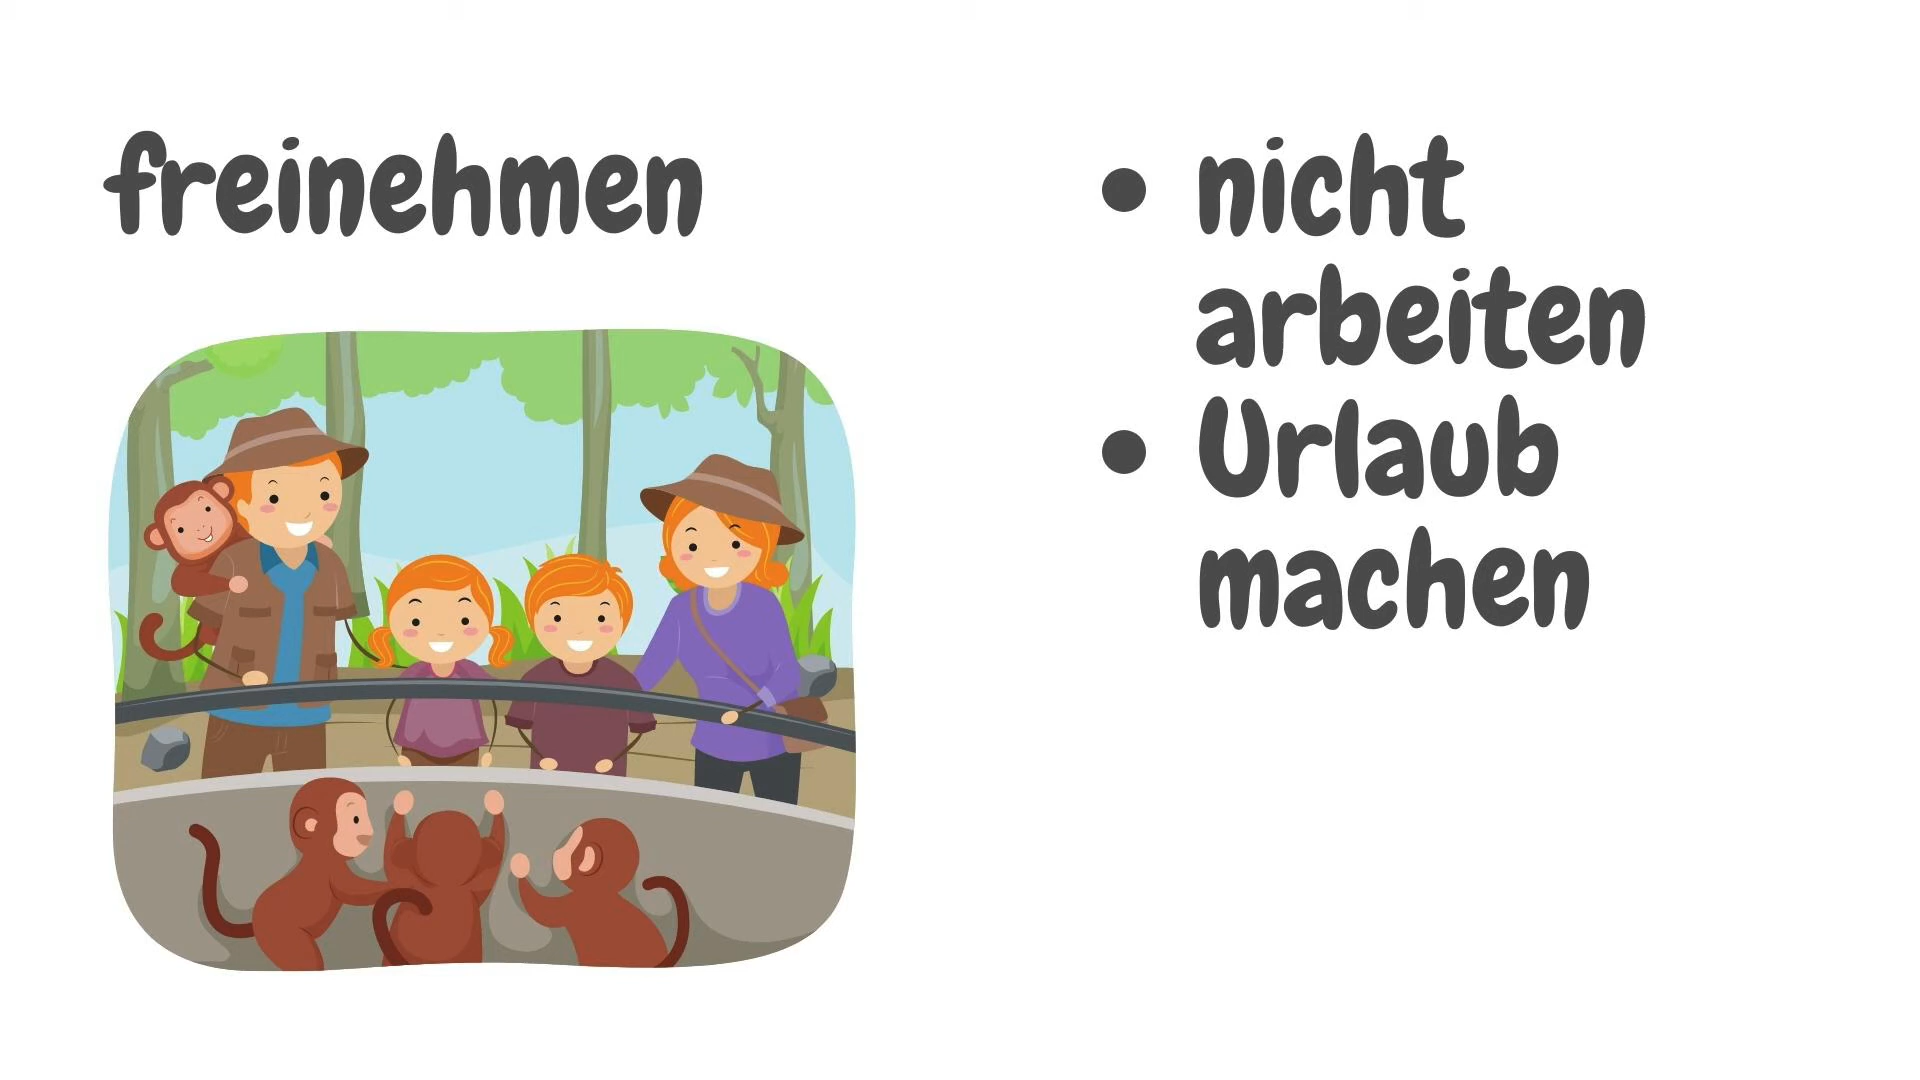 freinehmen
• nicht
arbeiten
• Urlaub
machen